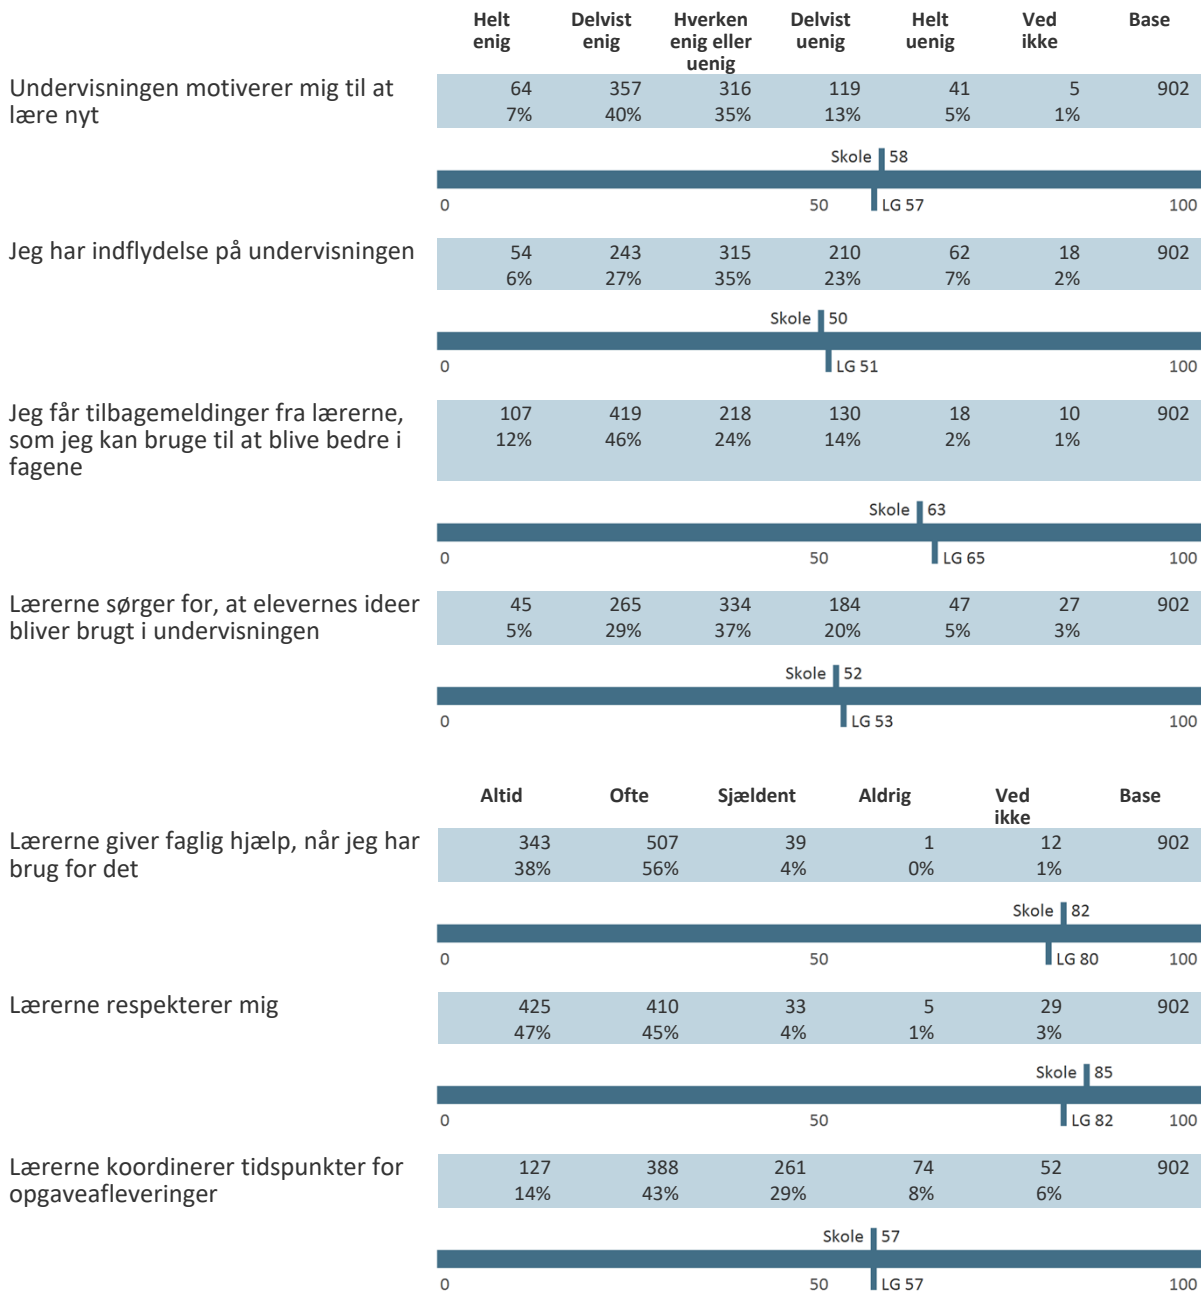 Helt enig Delvist enig Hverken enig eller uenig Delvist uenig Helt uenig Ved ikke Base
Undervisningen motiverer mig til at
lære nyt
64 357 316 119 41 5 902
7% 40% 35% 13% 5% 1%
Skole 58
0 50 LG 57 100
Jeg har indflydelse på undervisningen
54 243 315 210 62 18 902
6% 27% 35% 23% 7% 2%
Skole 50
0 LG 51 100
Jeg får tilbagemeldinger fra lærerne,
som jeg kan bruge til at blive bedre i
fagene
107 419 218 130 18 10 902
12% 46% 24% 14% 2% 1%
Skole 63
0 50 LG 65 100
Lærerne sørger for, at elevernes ideer
bliver brugt i undervisningen
45 265 334 184 47 27 902
5% 29% 37% 20% 5% 3%
Skole 52
0 LG 53 100
Altid Ofte Sjældent Aldrig Ved ikke Base
Lærerne giver faglig hjælp, når jeg har
brug for det
343 507 39 1 12 902
38% 56% 4% 0% 1%
Skole 82
0 50 LG 80 100
Lærerne respekterer mig
425 410 33 5 29 902
47% 45% 4% 1% 3%
Skole 85
0 50 LG 82 100
Lærerne koordinerer tidspunkter for
opgaveafleveringer
127 388 261 74 52 902
14% 43% 29% 8% 6%
Skole 57
0 50 LG 57 100